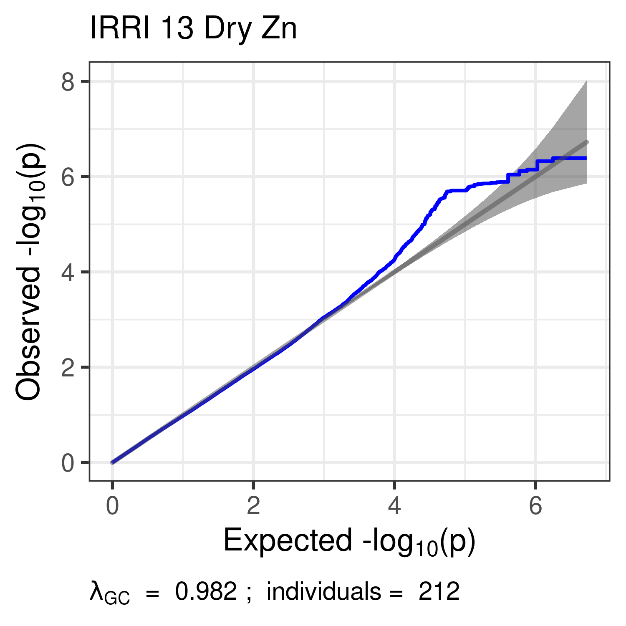 IRRI 13 Dry Zn
8
6
4
2
0
Observed -log10(p)
0 2 4 6
Expected -log10(p)
λGC = 0.982 ; individuals = 212